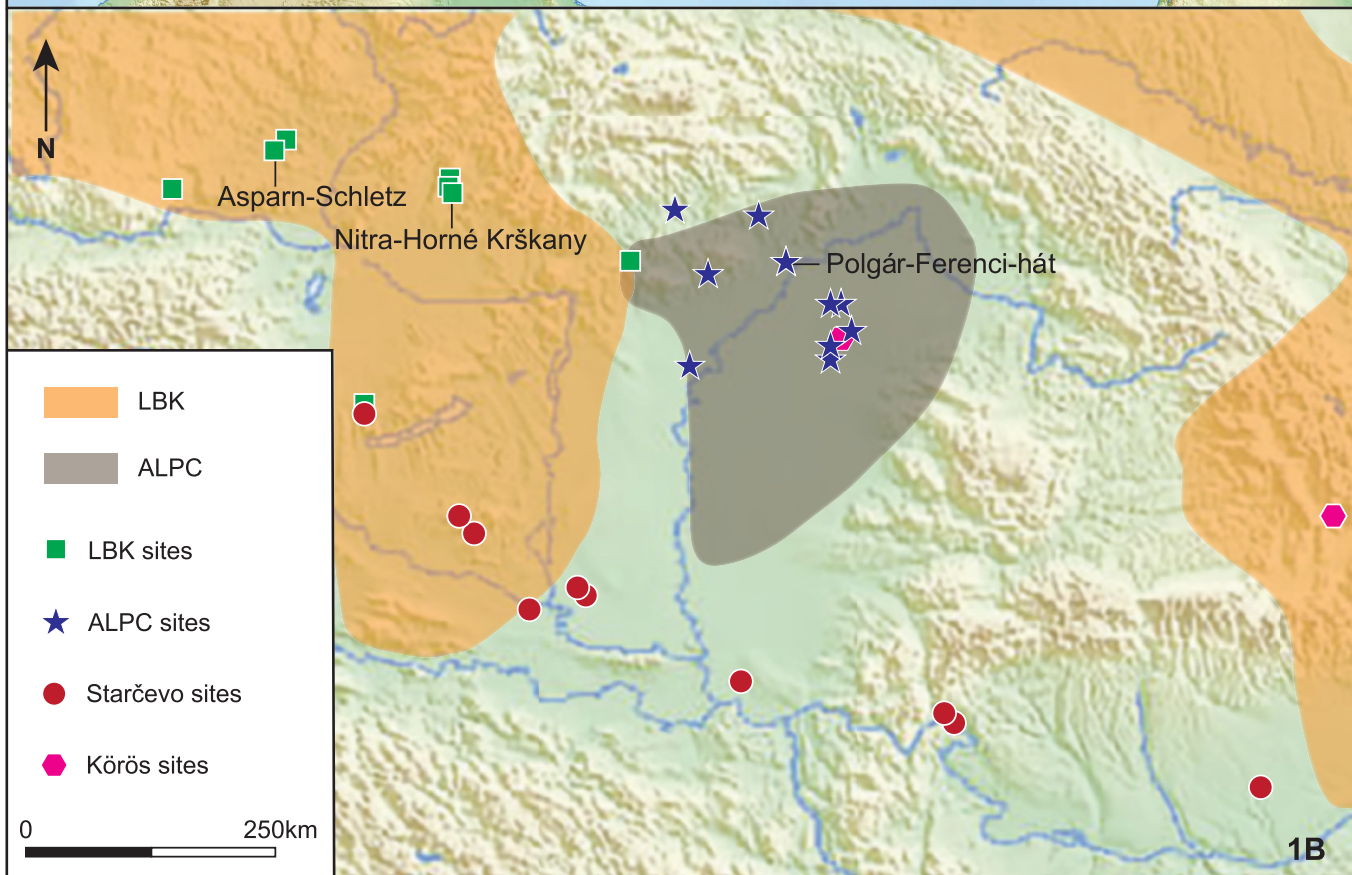 N
Asparn-Schletz
Nitra-Horné Krškany
Polgár-Ferenci-hát
LBK
ALPC
LBK sites
ALPC sites
Starčevo sites
Körös sites
0 250km
1B